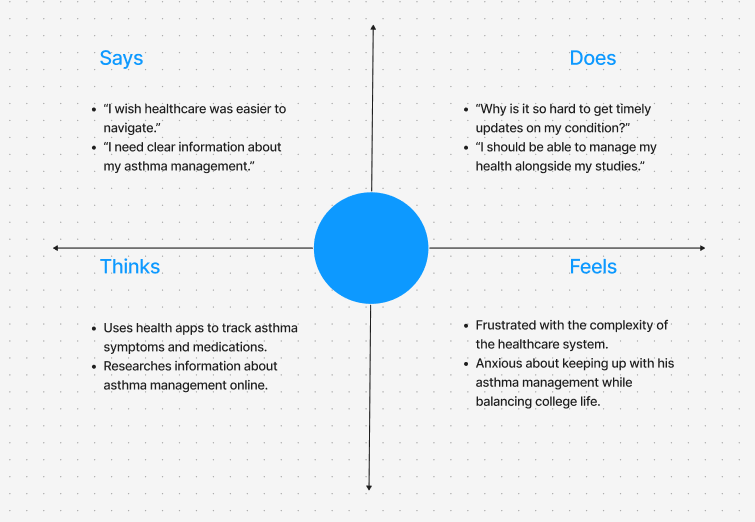 Says
• “I wish healthcare was easier to
navigate.”
• “I need clear information about
my asthma management.”
Does
• “Why is it so hard to get timely
updates on my condition?”
• “I should be able to manage my
health alongside my studies.”
Thinks
• Uses health apps to track asthma
symptoms and medications.
• Researches information about
asthma management online.
Feels
• Frustrated with the complexity of
the healthcare system.
• Anxious about keeping up with his
asthma management while
balancing college life.